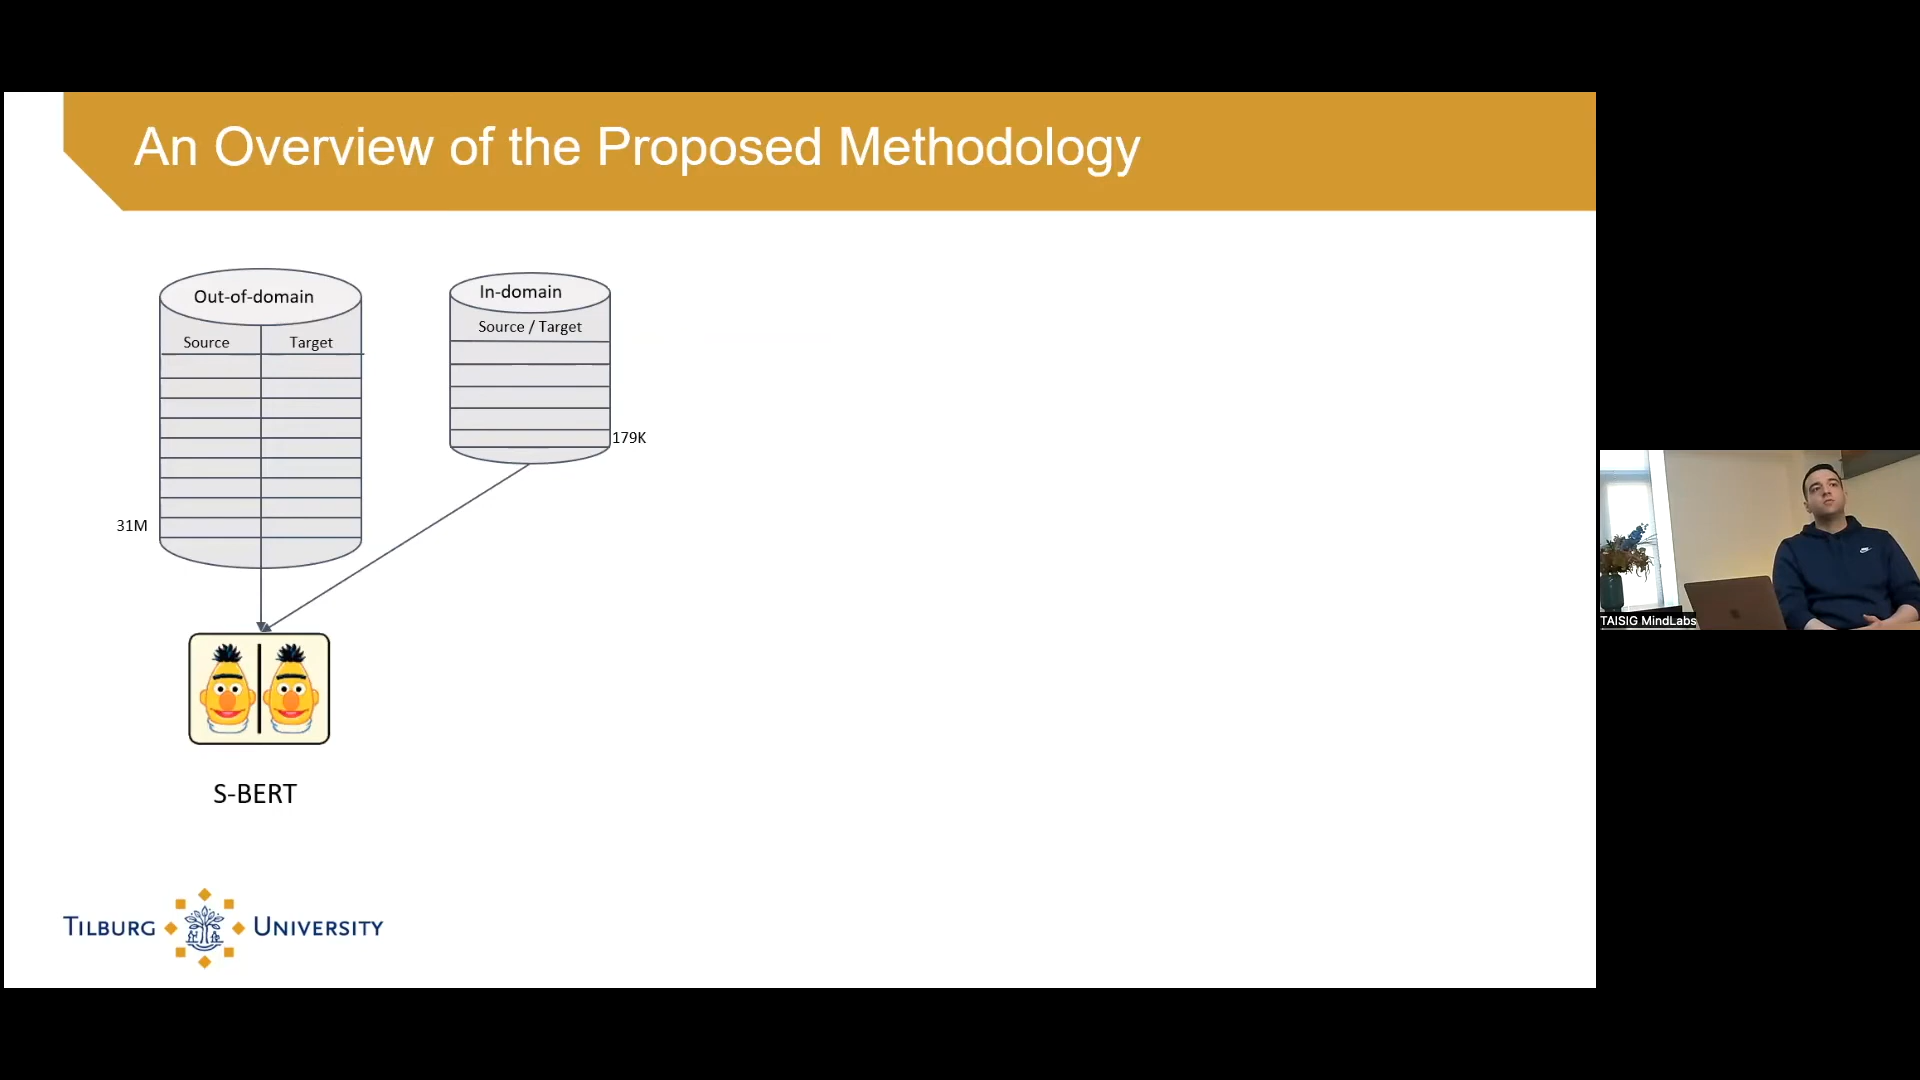 An Overview of the Proposed Methodology
Out-of-domain
Source Target
31M
In-domain
Source / Target
179K
S-BERT
TILBURG UNIVERSITY
TAISIG MindLabs